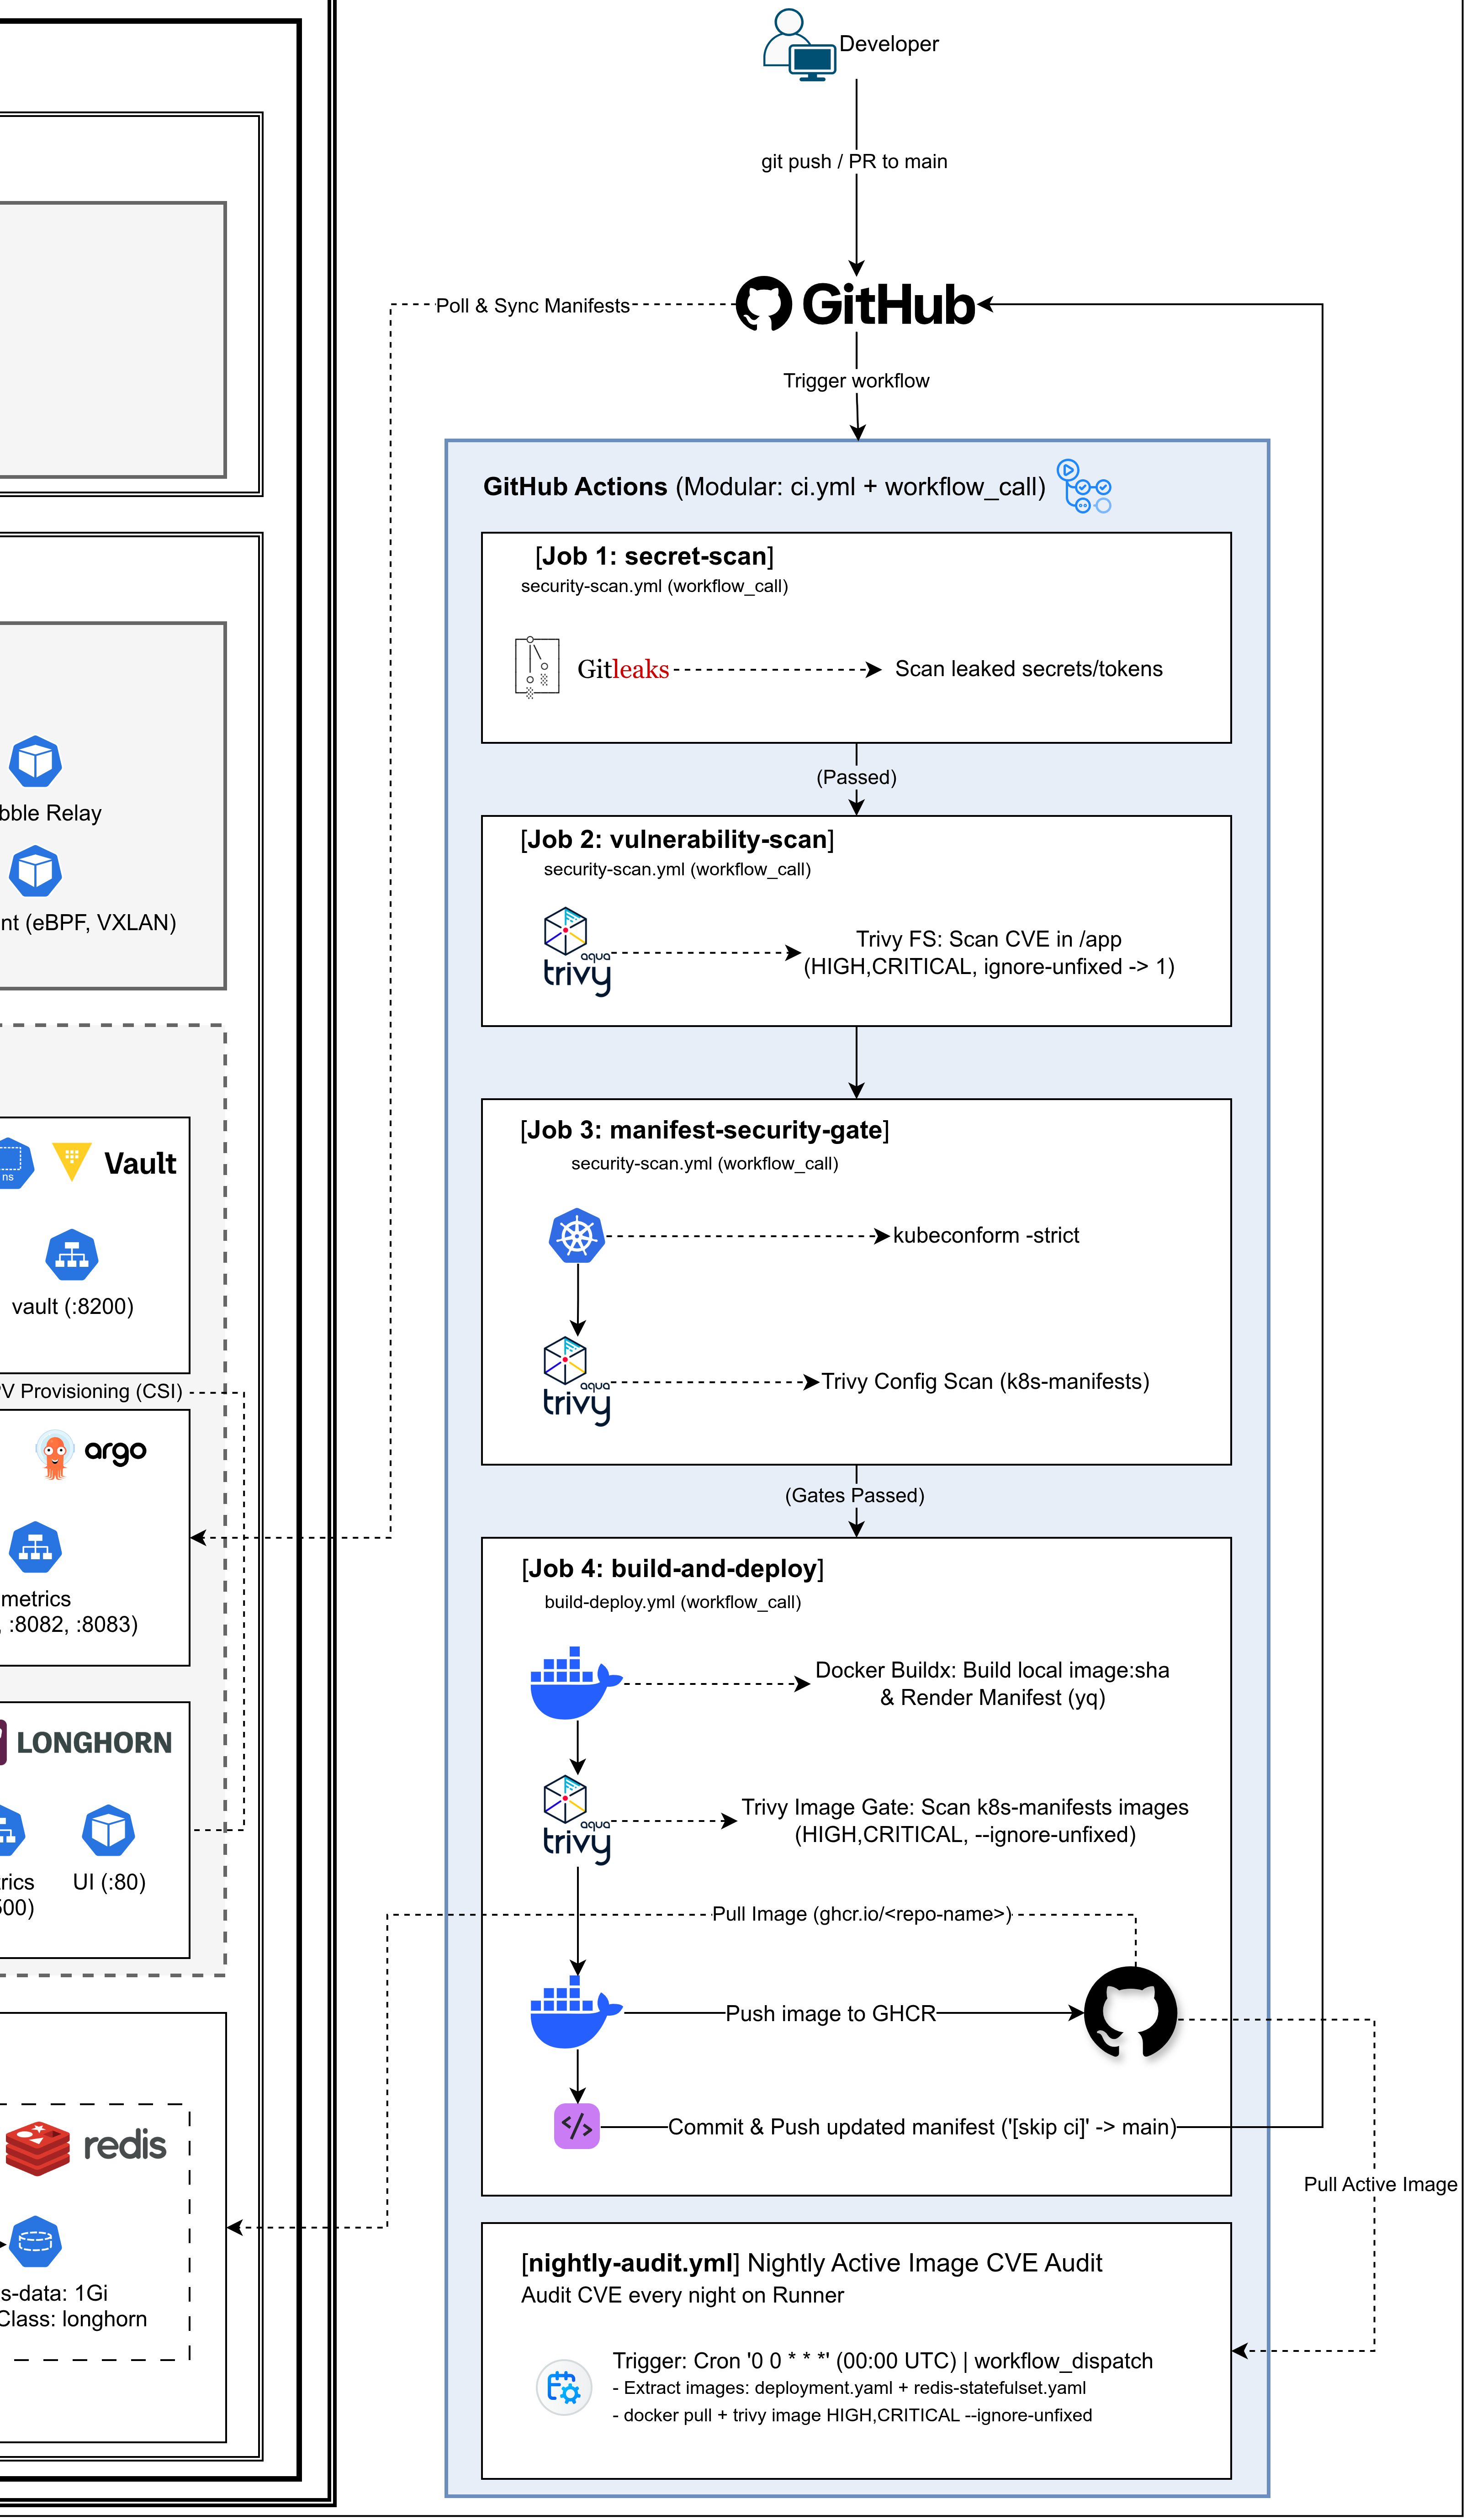 Developer
git push / PR to main
Poll & Sync Manifests
GitHub
Trigger workflow
GitHub Actions (Modular: ci.yml + workflow_call)
[Job 1: secret-scan]
security-scan.yml (workflow_call)
Gitleaks
Scan leaked secrets/tokens
(Passed)
[Job 2: vulnerability-scan]
security-scan.yml (workflow_call)
aqua
trivy
Trivy FS: Scan CVE in /app
(HIGH,CRITICAL, ignore-unfixed -> 1)
[Job 3: manifest-security-gate]
security-scan.yml (workflow_call)
kubeconform -strict
aqua
trivy
Trivy Config Scan (k8s-manifests)
(Gates Passed)
[Job 4: build-and-deploy]
build-deploy.yml (workflow_call)
Docker Buildx: Build local image:sha
& Render Manifest (yq)
aqua
trivy
Trivy Image Gate: Scan k8s-manifests images
(HIGH,CRITICAL, --ignore-unfixed)
Pull Image (ghcr.io/<repo-name>)
Push image to GHCR
Commit & Push updated manifest ('[skip ci]' -> main)
Pull Active Image
[nightly-audit.yml] Nightly Active Image CVE Audit
Audit CVE every night on Runner
Trigger: Cron '0 0 * * *' (00:00 UTC) | workflow_dispatch
- Extract images: deployment.yaml + redis-statefulset.yaml
- docker pull + trivy image HIGH,CRITICAL --ignore-unfixed
bble Relay
nt (eBPF, VXLAN)
ns
Vault
vault (:8200)
V Provisioning (CSI)
argo
metrics
, :8082, :8083)
LONGHORN
rics
500)
UI (:80)
redis
s-data: 1Gi
Class: longhorn